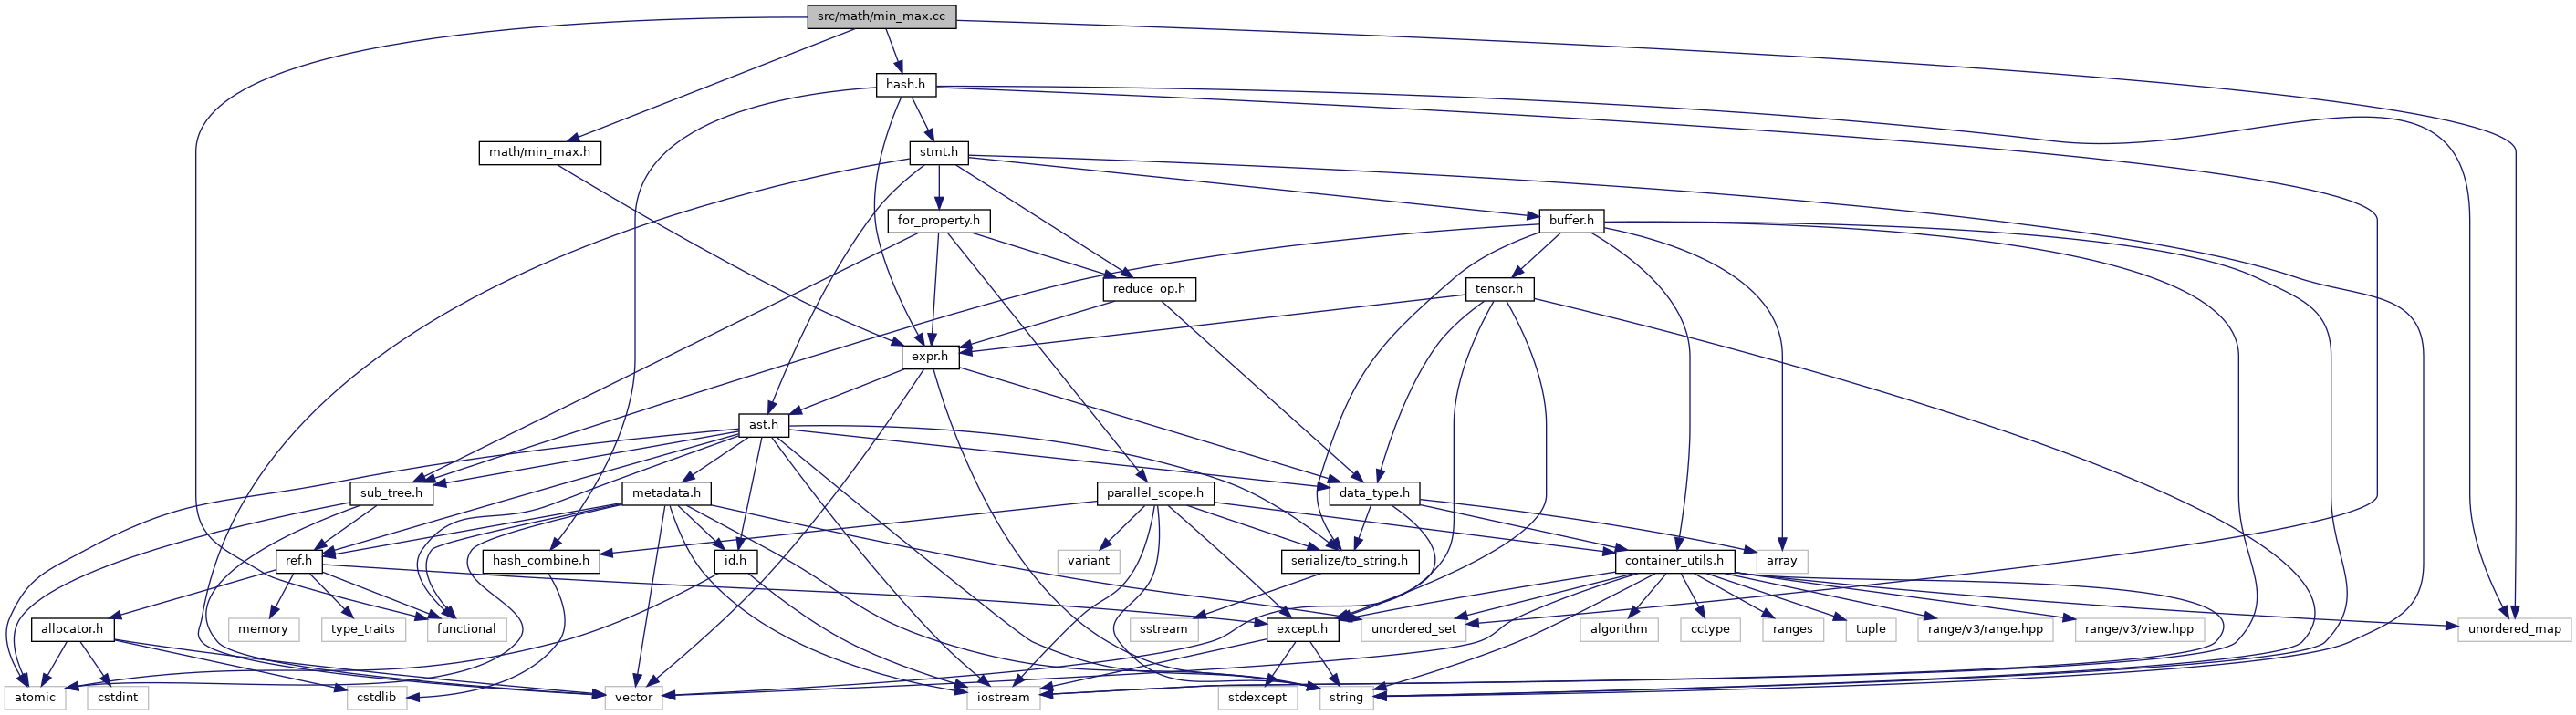 src/math/min_max.cc
hash.h
math/min_max.h
stmt.h
for_property.h
buffer.h
reduce_op.h
tensor.h
expr.h
ast.h
sub_tree.h
metadata.h
parallel_scope.h
data_type.h
ref.h
hash_combine.h
id.h
variant
serialize/to_string.h
container_utils.h
array
allocator.h
memory
type_traits
functional
sstream
except.h
unordered_set
algorithm
cctype
ranges
tuple
range/v3/range.hpp
range/v3/view.hpp
unordered_map
atomic
cstdint
cstdlib
vector
iostream
stdexcept
string